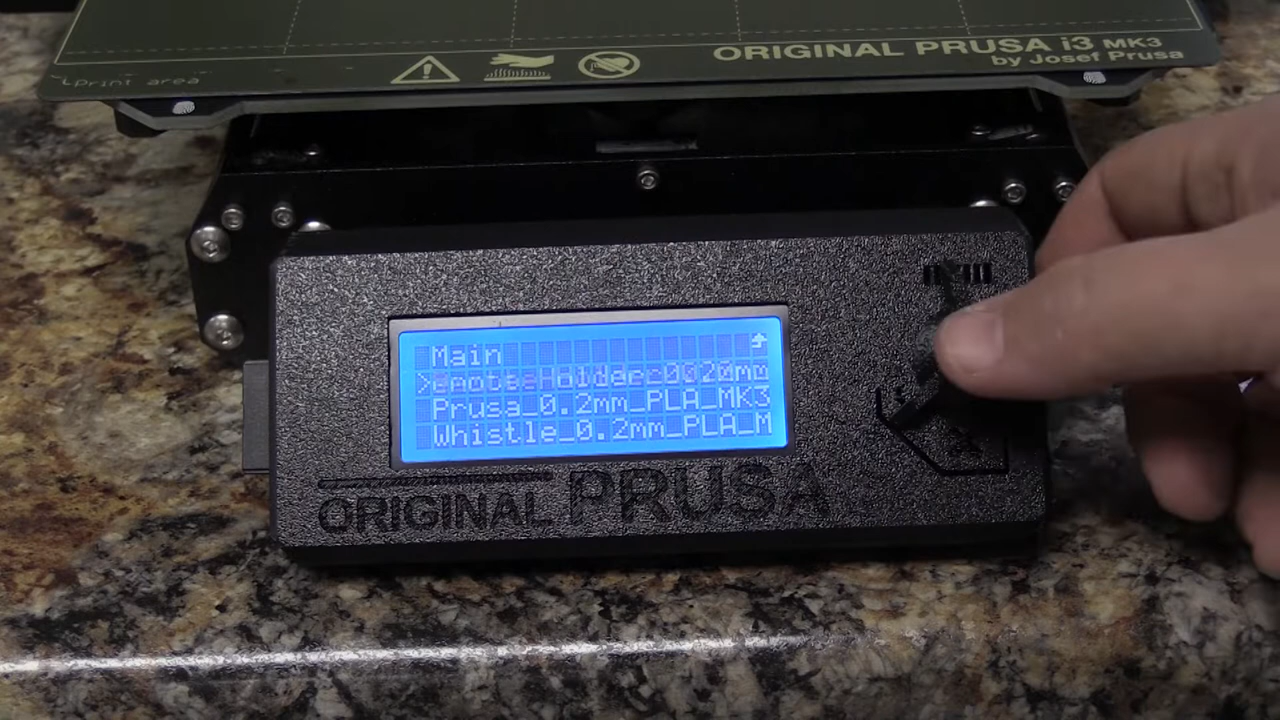 ORIGINAL PRUSA i3 MK3
by Josef Prusa
Print area
Main
Prusa_0.2mm_PLA_MK3
Whistle_0.2mm_PLA_M
ORIGINAL PRUSA